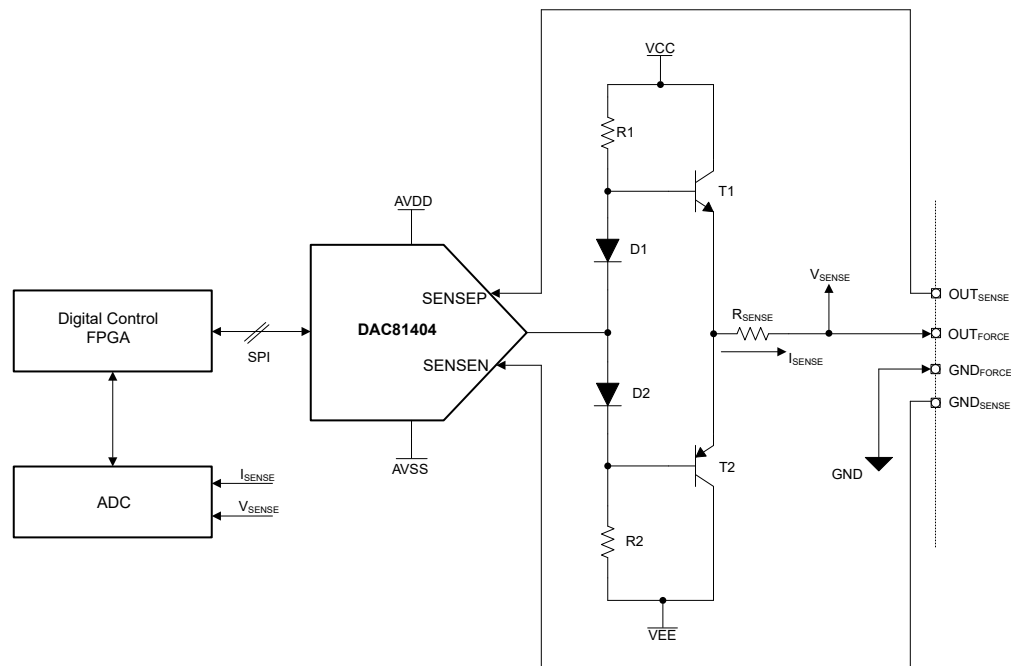 VCC
R1
T1
AVDD
D1
VSENSE
SENSEP
OUTSENSE
Digital Control
FPGA
SPI
DAC81404
RSENSE
OUTFORCE
ISENSE
SENSEN
GNDFORCE
D2
GNDSENSE
AVSS
T2
GND
ADC
ISENSE
VSENSE
R2
VEE